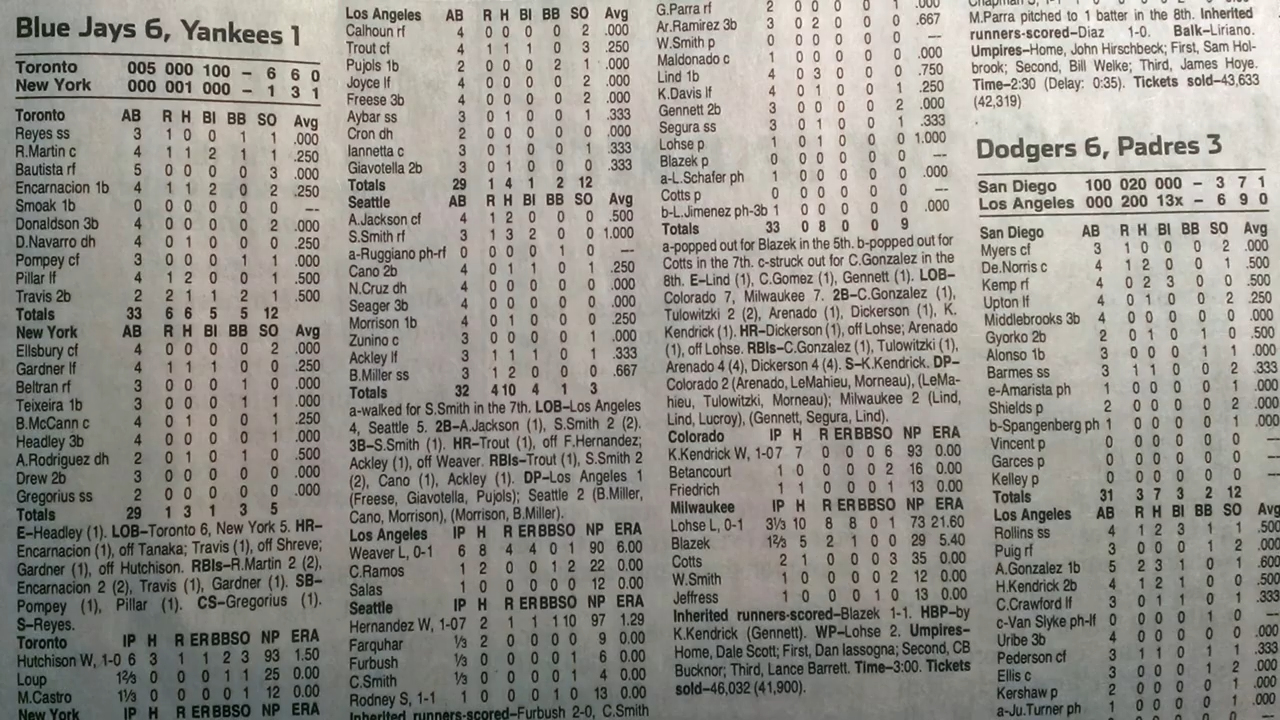 Blue Jays 6, Yankees 1
Toronto 005 000 100 – 6 6 0
New York 000 001 000 – 1 3 1
Toronto AB R H BI BB SO Avg
Reyes ss 3 1 0 0 1 1 .000
R.Martin c 4 1 1 2 1 1 .250
Bautista rf 5 0 0 0 0 3 .000
Encarnacion 1b 4 1 1 2 0 2 .250
Smoak 1b 0 0 0 0 0 0 —
Donaldson 3b 4 0 0 0 0 2 .000
D.Navarro dh 4 0 1 0 0 0 .250
Pompey cf 3 0 1 0 1 1 .000
Pillar lf 4 1 2 0 0 1 .500
Travis 2b 2 2 1 1 2 1 .500
Totals 33 6 6 5 5 12
New York AB R H BI BB SO Avg
Ellsbury cf 4 0 0 0 0 2 .000
Gardner lf 4 1 1 1 0 0 .250
Beltran rf 3 0 0 0 1 0 .000
Teixeira 1b 3 0 0 0 1 1 .000
B.McCann c 4 0 1 0 0 1 .250
Headley 3b 4 0 0 0 0 1 .000
A.Rodriguez dh 2 0 1 0 1 0 .500
Drew 2b 3 0 0 0 0 0 .000
Gregorius ss 2 0 0 0 0 0 .000
Totals 29 1 3 1 3 5
E–Headley (1). LOB–Toronto 6, New York 5. HR–
Encarnacion (1), off Tanaka; Travis (1), off Shreve;
Gardner (1), off Hutchison. RBIs–R.Martin 2 (2),
Encarnacion 2 (2), Travis (1), Gardner (1). SB–
Pompey (1), Pillar (1). CS–Gregorius (1).
S–Reyes.
Toronto IP H R ER BB SO NP ERA
Hutchison W, 1-0 6 3 1 1 2 3 93 1.50
Loup 1⅔ 0 0 0 1 1 25 0.00
M.Castro 1⅓ 0 0 0 0 1 12 0.00
New York IP H R ER BB SO NP ERA
Los Angeles AB R H BI BB SO Avg
Calhoun rf 4 0 0 0 0 2 .000
Trout cf 4 1 1 1 0 3 .250
Pujols 1b 2 0 0 0 2 1 .000
Joyce lf 4 0 0 0 0 2 .000
Freese 3b 4 0 0 0 0 2 .000
Aybar ss 3 0 1 0 0 1 .333
Cron dh 2 0 0 0 0 0 .000
Iannetta c 3 0 1 0 0 1 .333
Giavotella 2b 3 0 1 0 0 0 .333
Totals 29 1 4 1 2 12
Seattle AB R H BI BB SO Avg
A.Jackson cf 4 1 2 0 0 0 .500
S.Smith rf 3 1 3 2 0 0 1.000
a-Ruggiano ph-rf 0 0 0 0 1 0 —
Cano 2b 4 0 1 1 0 1 .250
N.Cruz dh 4 0 0 0 0 0 .000
Seager 3b 4 0 0 0 0 0 .000
Morrison 1b 4 0 1 0 0 0 .250
Zunino c 3 0 0 0 0 1 .000
Ackley lf 3 1 1 1 0 1 .333
B.Miller ss 3 1 2 0 0 0 .667
Totals 32 4 10 4 1 3
a-walked for S.Smith in the 7th. LOB–Los Angeles
4, Seattle 5. 2B–A.Jackson (1), S.Smith 2 (2).
3B–S.Smith (1). HR–Trout (1), off F.Hernandez;
Ackley (1), off Weaver. RBIs–Trout (1), S.Smith 2
(2), Cano (1), Ackley (1). DP–Los Angeles 1
(Freese, Giavotella, Pujols); Seattle 2 (B.Miller,
Cano, Morrison), (Morrison, B.Miller).
Los Angeles IP H R ER BB SO NP ERA
Weaver L, 0-1 6 8 4 4 0 1 90 6.00
C.Ramos 1 2 0 0 1 2 22 0.00
Salas 1 0 0 0 0 0 12 0.00
Seattle IP H R ER BB SO NP ERA
Hernandez W, 1-0 7 2 1 1 1 10 97 1.29
Farquhar ⅓ 2 0 0 0 0 9 0.00
Furbush ⅓ 0 0 0 0 1 6 0.00
C.Smith ⅓ 0 0 0 0 1 4 0.00
Rodney S, 1-1 1 0 0 0 1 0 13 0.00
Inherited runners-scored–Furbush 2-0, C.Smith
G.Parra rf 2 0 0 0 0 1 .000
Ar.Ramirez 3b 3 0 2 0 0 0 .667
W.Smith p 0 0 0 0 0 0 —
Maldonado c 1 0 0 0 0 0 .000
Lind 1b 4 0 3 0 0 0 .750
K.Davis lf 4 0 1 0 0 1 .250
Gennett 2b 3 0 0 0 0 2 .000
Segura ss 3 0 1 0 0 1 .333
Lohse p 1 0 1 0 0 0 1.000
Blazek p 0 0 0 0 0 0 —
a-L.Schafer ph 1 0 0 0 0 0 .000
Cotts p 0 0 0 0 0 0 —
b-L.Jimenez ph-3b 1 0 0 0 0 0 .000
Totals 33 0 8 0 0 9
a-popped out for Blazek in the 5th. b-popped out for
Cotts in the 7th. c-struck out for C.Gonzalez in the
8th. E–Lind (1), C.Gomez (1), Gennett (1). LOB–
Colorado 7, Milwaukee 7. 2B–C.Gonzalez (1),
Tulowitzki 2 (2), Arenado (1), Dickerson (1), K.
Kendrick (1). HR–Dickerson (1), off Lohse; Arenado
(1), off Lohse. RBIs–C.Gonzalez (1), Tulowitzki (1),
Arenado 4 (4), Dickerson 4 (4). S–K.Kendrick. DP–
Colorado 2 (Arenado, LeMahieu, Morneau), (LeMa-
hieu, Tulowitzki, Morneau); Milwaukee 2 (Lind,
Lind, Lucroy), (Gennett, Segura, Lind).
Colorado IP H R ER BB SO NP ERA
K.Kendrick W, 1-0 7 7 0 0 0 6 93 0.00
Betancourt 1 0 0 0 0 2 16 0.00
Friedrich 1 1 0 0 0 1 13 0.00
Milwaukee IP H R ER BB SO NP ERA
Lohse L, 0-1 3⅓ 10 8 8 0 1 73 21.60
Blazek 1⅔ 5 2 1 0 0 29 5.40
Cotts 2 1 0 0 0 3 35 0.00
W.Smith 1 0 0 0 0 2 12 0.00
Jeffress 1 0 0 0 1 0 13 0.00
Inherited runners-scored–Blazek 1-1. HBP–by
K.Kendrick (Gennett). WP–Lohse 2. Umpires–
Home, Dale Scott; First, Dan Iassogna; Second, CB
Bucknor; Third, Lance Barrett. Time–3:00. Tickets
sold–46,032 (41,900).
M.Parra pitched to 1 batter in the 8th. Inherited
runners-scored–Diaz 1-0. Balk–Liriano.
Umpires–Home, John Hirschbeck; First, Sam Hol-
brook; Second, Bill Welke; Third, James Hoye.
Time–2:30 (Delay: 0:35). Tickets sold–43,633
(42,319)
Dodgers 6, Padres 3
San Diego 100 020 000 – 3 7 1
Los Angeles 000 200 13x – 6 9 0
San Diego AB R H BI BB SO Avg
Myers cf 3 1 0 0 0 2 .000
De.Norris c 4 1 2 0 0 1 .500
Kemp rf 4 0 2 3 0 0 .500
Upton lf 4 0 1 0 0 2 .250
Middlebrooks 3b 4 0 0 0 0 0 .000
Gyorko 2b 2 0 1 0 1 0 .500
Alonso 1b 3 0 0 0 1 1 .000
Barmes ss 3 1 1 0 0 2 .333
e-Amarista ph 1 0 0 0 0 1 .000
Shields p 2 0 0 0 0 2 .000
b-Spangenberg ph 1 0 0 0 0 1 .000
Vincent p 0 0 0 0 0 0 —
Garces p 0 0 0 0 0 0 —
Kelley p 0 0 0 0 0 0 —
Totals 31 3 7 3 2 12
Los Angeles AB R H BI BB SO Avg
Rollins ss 4 1 2 3 1 1 .500
Puig rf 3 0 0 0 1 2 .000
A.Gonzalez 1b 5 2 3 1 0 1 .600
H.Kendrick 2b 4 1 2 1 0 0 .500
C.Crawford lf 3 0 1 1 0 1 .333
c-Van Slyke ph-lf 0 0 0 0 1 0
Uribe 3b 4 0 0 0 0 0 .000
Pederson cf 3 1 1 0 1 1 .333
Ellis c 3 0 0 0 1 2 .000
Kershaw p 2 0 0 0 0 1 .000
a-Ju.Turner ph 1 0 0 0 0 0 .000